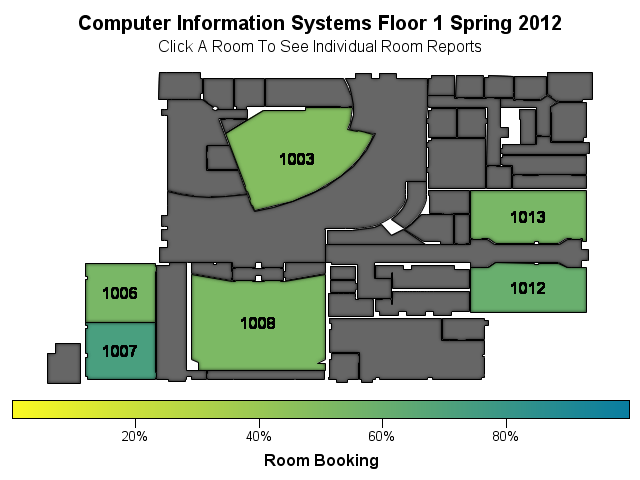 Computer Information Systems Floor 1 Spring 2012
Click A Room To See Individual Room Reports
1003
1013
1006
1012
1008
1007
20% 40% 60% 80%
Room Booking